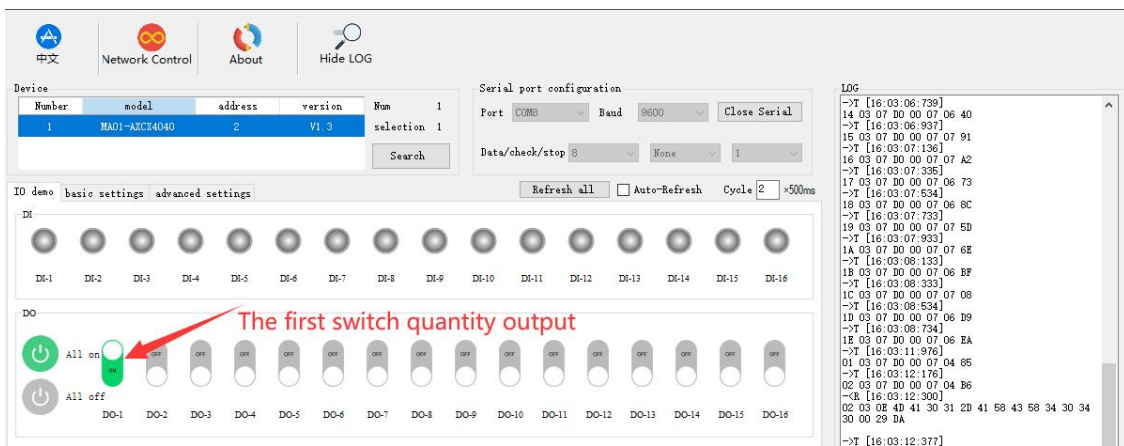 中文 Network Control About Hide LOG
Device
Number model address version
1 MA01-AXCX4040 2 V1.3
Num 1
selection 1
Search
Serial port configuration
Port COM8 Baud 9600 Close Serial
Data/check/stop 8 None 1
IO demo basic settings advanced settings
Refresh all Auto-Refresh Cycle 2 ×500ms
DI
DI-1 DI-2 DI-3 DI-4 DI-5 DI-6 DI-7 DI-8 DI-9 DI-10 DI-11 DI-12 DI-13 DI-14 DI-15 DI-16
DO
The first switch quantity output
All on
ON OFF OFF OFF OFF OFF OFF OFF OFF OFF OFF OFF OFF OFF OFF OFF
All off
DO-1 DO-2 DO-3 DO-4 DO-5 DO-6 DO-7 DO-8 DO-9 DO-10 DO-11 DO-12 DO-13 DO-14 DO-15 DO-16
LOG
->T [16:03:06:739]
14 03 07 D0 00 07 06 40
->T [16:03:06:937]
15 03 07 D0 00 07 07 91
->T [16:03:07:136]
16 03 07 D0 00 07 07 A2
->T [16:03:07:335]
17 03 07 D0 00 07 06 73
->T [16:03:07:534]
18 03 07 D0 00 07 06 8C
->T [16:03:07:733]
19 03 07 D0 00 07 07 5D
->T [16:03:07:933]
1A 03 07 D0 00 07 07 6E
->T [16:03:08:133]
1B 03 07 D0 00 07 06 BF
->T [16:03:08:333]
1C 03 07 D0 00 07 07 08
->T [16:03:08:534]
1D 03 07 D0 00 07 06 D9
->T [16:03:08:734]
1E 03 07 D0 00 07 06 EA
->T [16:03:11:976]
01 03 07 D0 00 07 04 85
->T [16:03:12:176]
02 03 07 D0 00 07 04 B6
-<R [16:03:12:300]
02 03 0E 4D 41 30 31 2D 41 58 43 58 34 30 34
30 00 29 DA
->T [16:03:12:377]